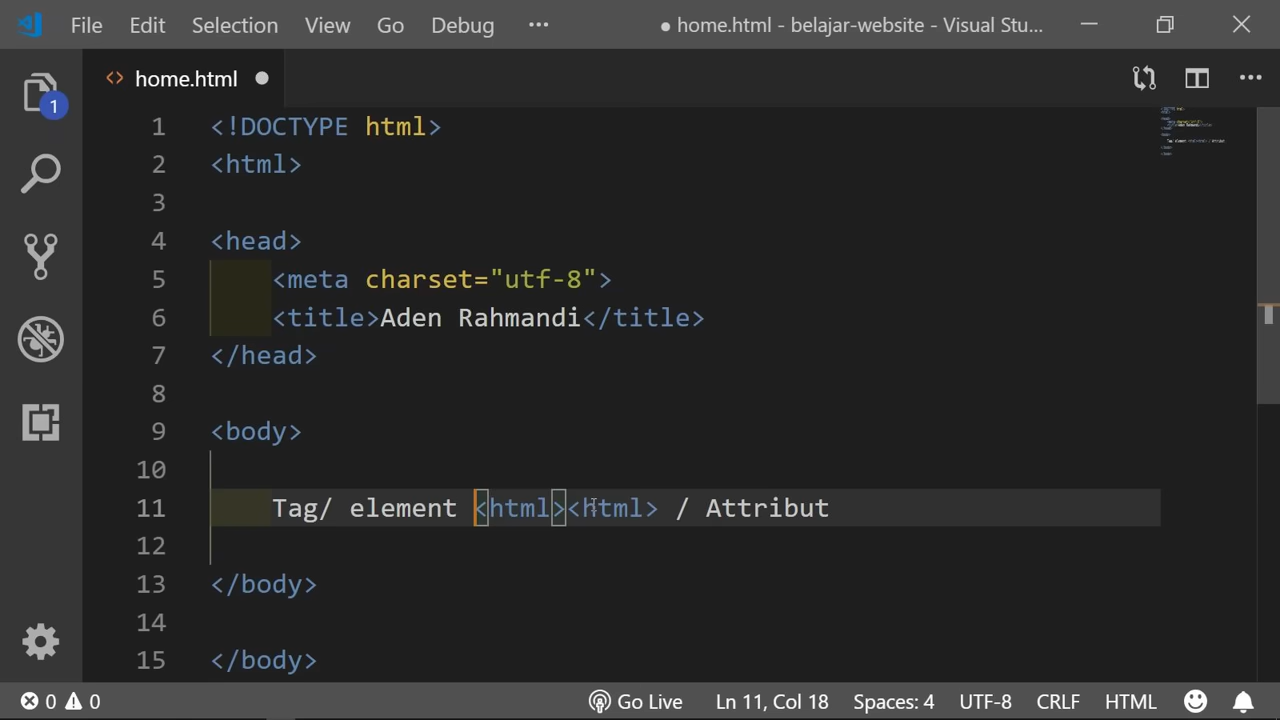 File Edit Selection View Go Debug ··· ● home.html - belajar-website - Visual Stu...
<> home.html ●
1 <!DOCTYPE html>
2 <html>
3
4 <head>
5 <meta charset="utf-8">
6 <title>Aden Rahmandi</title>
7 </head>
8
9 <body>
10
11 Tag/ element <html><html> / Attribut
12
13 </body>
14
15 </body>
1
0 0 Go Live Ln 11, Col 18 Spaces: 4 UTF-8 CRLF HTML